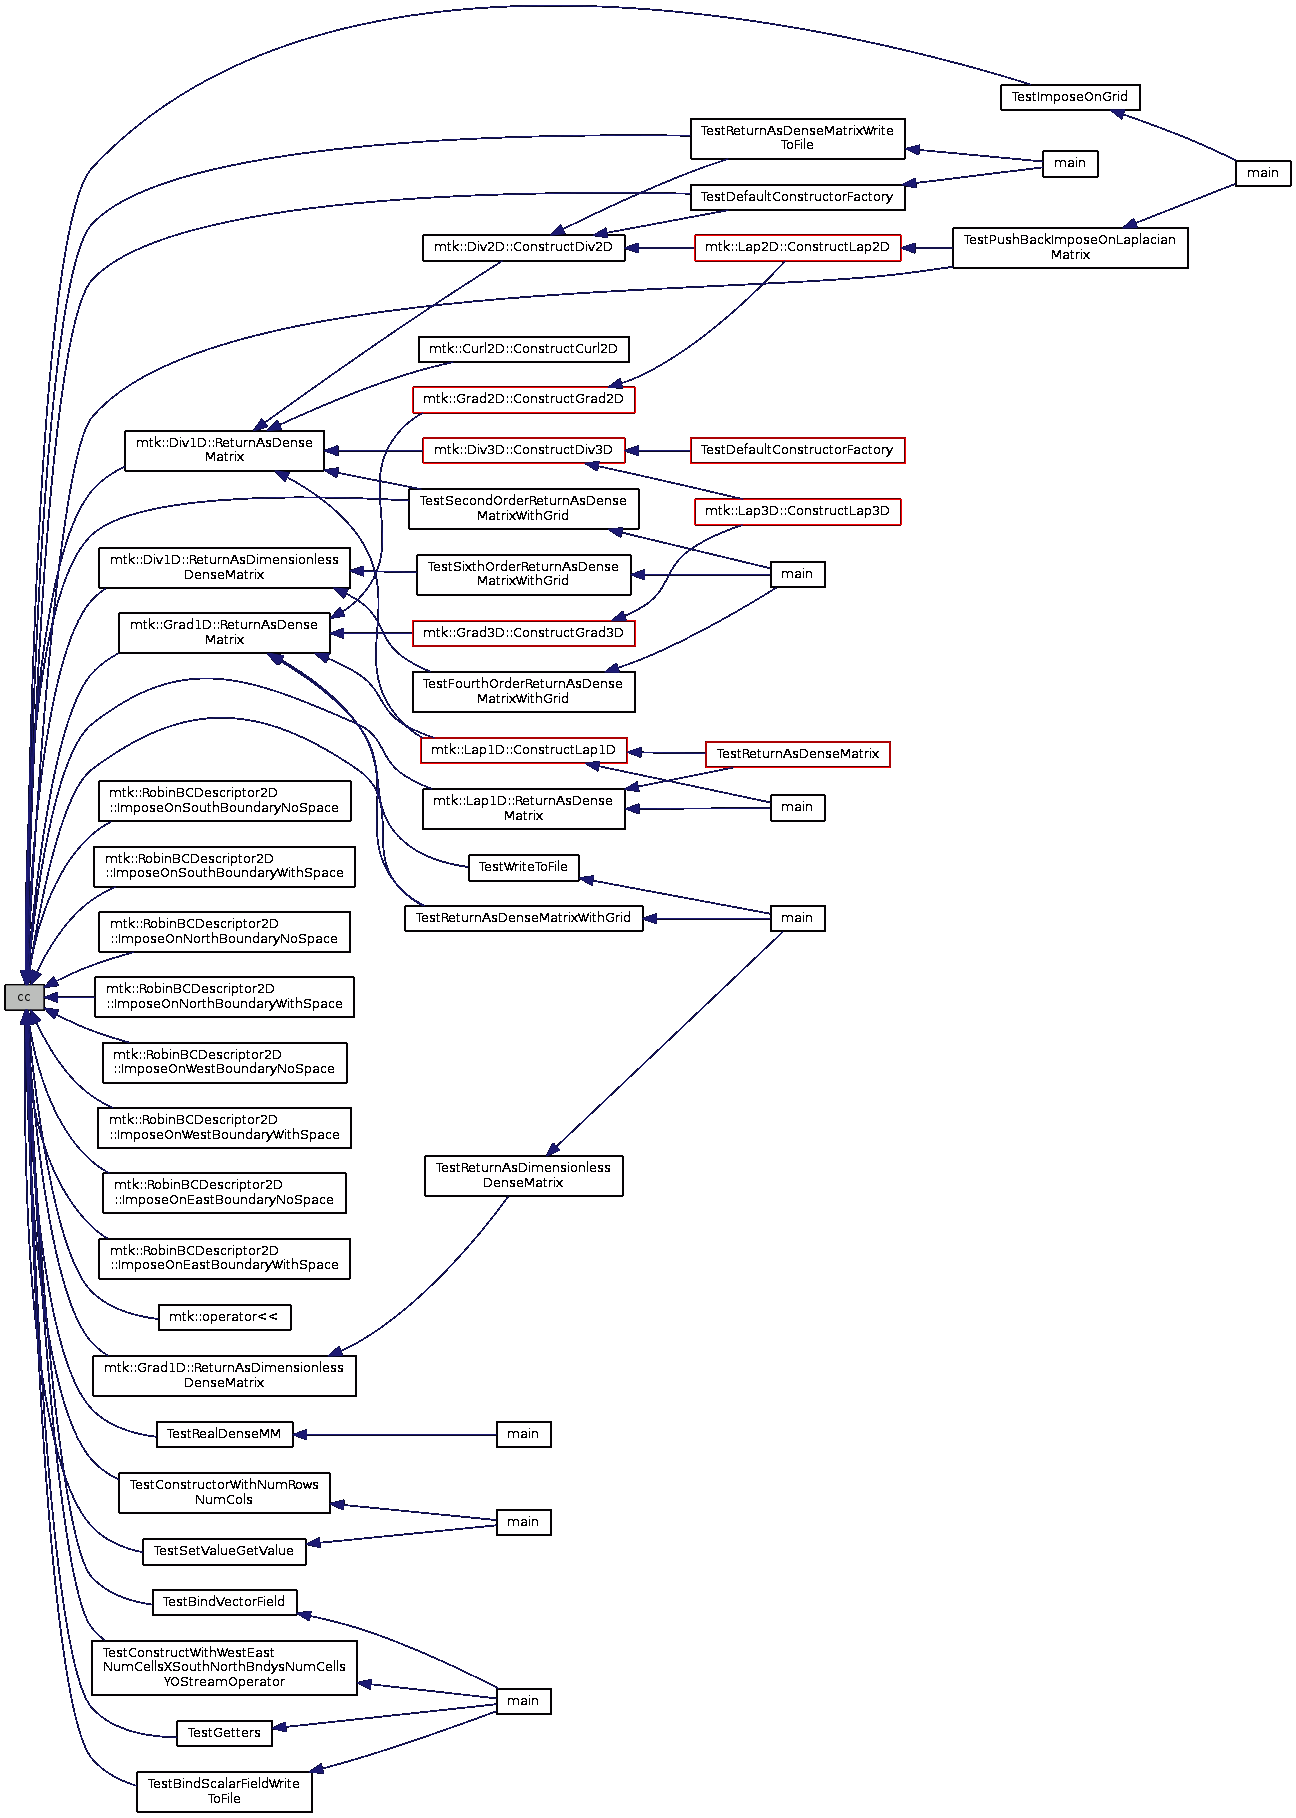 TestImposeOnGrid
TestReturnAsDenseMatrixWrite
ToFile
main
main
TestDefaultConstructorFactory
mtk::Div2D::ConstructDiv2D
mtk::Lap2D::ConstructLap2D
TestPushBackImposeOnLaplacian
Matrix
mtk::Curl2D::ConstructCurl2D
mtk::Grad2D::ConstructGrad2D
mtk::Div1D::ReturnAsDense
Matrix
mtk::Div3D::ConstructDiv3D
TestDefaultConstructorFactory
TestSecondOrderReturnAsDense
MatrixWithGrid
mtk::Lap3D::ConstructLap3D
mtk::Div1D::ReturnAsDimensionless
DenseMatrix
TestSixthOrderReturnAsDense
MatrixWithGrid
main
mtk::Grad1D::ReturnAsDense
Matrix
mtk::Grad3D::ConstructGrad3D
TestFourthOrderReturnAsDense
MatrixWithGrid
mtk::Lap1D::ConstructLap1D
TestReturnAsDenseMatrix
mtk::RobinBCDescriptor2D
::ImposeOnSouthBoundaryNoSpace
mtk::Lap1D::ReturnAsDense
Matrix
main
mtk::RobinBCDescriptor2D
::ImposeOnSouthBoundaryWithSpace
TestWriteToFile
mtk::RobinBCDescriptor2D
::ImposeOnNorthBoundaryNoSpace
TestReturnAsDenseMatrixWithGrid
main
cc
mtk::RobinBCDescriptor2D
::ImposeOnNorthBoundaryWithSpace
mtk::RobinBCDescriptor2D
::ImposeOnWestBoundaryNoSpace
mtk::RobinBCDescriptor2D
::ImposeOnWestBoundaryWithSpace
TestReturnAsDimensionless
DenseMatrix
mtk::RobinBCDescriptor2D
::ImposeOnEastBoundaryNoSpace
mtk::RobinBCDescriptor2D
::ImposeOnEastBoundaryWithSpace
mtk::operator<<
mtk::Grad1D::ReturnAsDimensionless
DenseMatrix
TestRealDenseMM
main
TestConstructorWithNumRows
NumCols
main
TestSetValueGetValue
TestBindVectorField
TestConstructWithWestEast
NumCellsXSouthNorthBndysNumCells
YOStreamOperator
main
TestGetters
TestBindScalarFieldWrite
ToFile